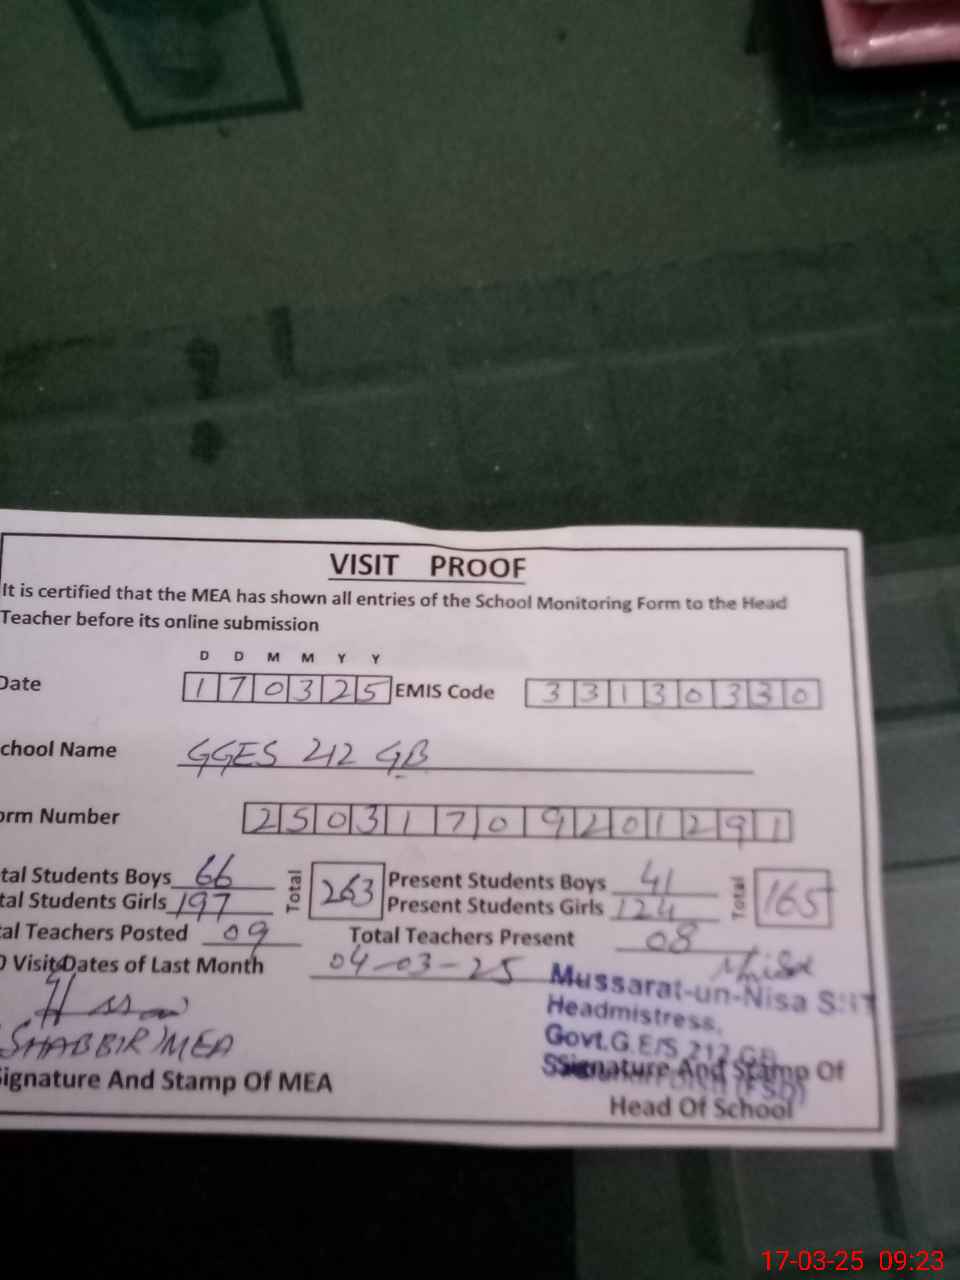 VISIT PROOF
It is certified that the MEA has shown all entries of the School Monitoring Form to the Head
Teacher before its online submission
D D M M Y Y
Date 170325 EMIS Code 33130330
chool Name GGES 212 GB
orm Number 25031709201291
tal Students Boys 66 Total 263 Present Students Boys 41 Total 165
tal Students Girls 197 Present Students Girls 124
al Teachers Posted 09 Total Teachers Present 08
O Visit Dates of Last Month 04-03-25
Mussarat-un-Nisa
Headmistress,
Govt.G.E/S 212 GB
(FSD)
SHABBIR MEA
Signature And Stamp Of MEA
Signature And Stamp Of
Head Of School
17-03-25 09:23